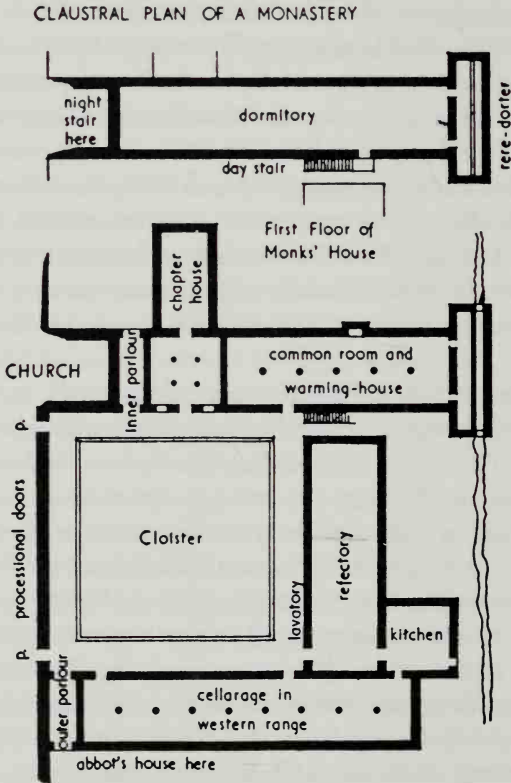 CLAUSTRAL PLAN OF A MONASTERY
night
stair
here
dormitory
rere-dorter
day stair
First Floor of
Monks' House
chapter
house
CHURCH
inner parlour
common room and
warming-house
p.
processional doors
p.
Cloister
lavatory
refectory
kitchen
outer parlour
cellarage in
western range
abbot's house here